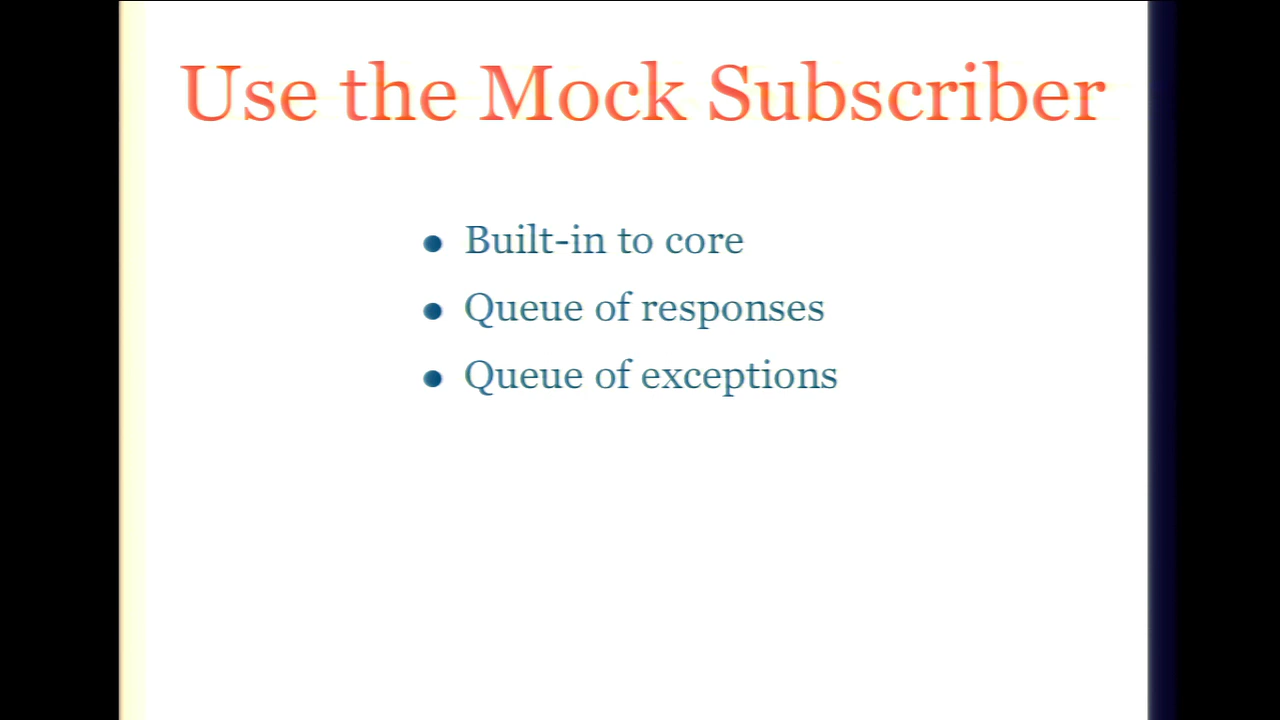 Use the Mock Subscriber
• Built-in to core
• Queue of responses
• Queue of exceptions